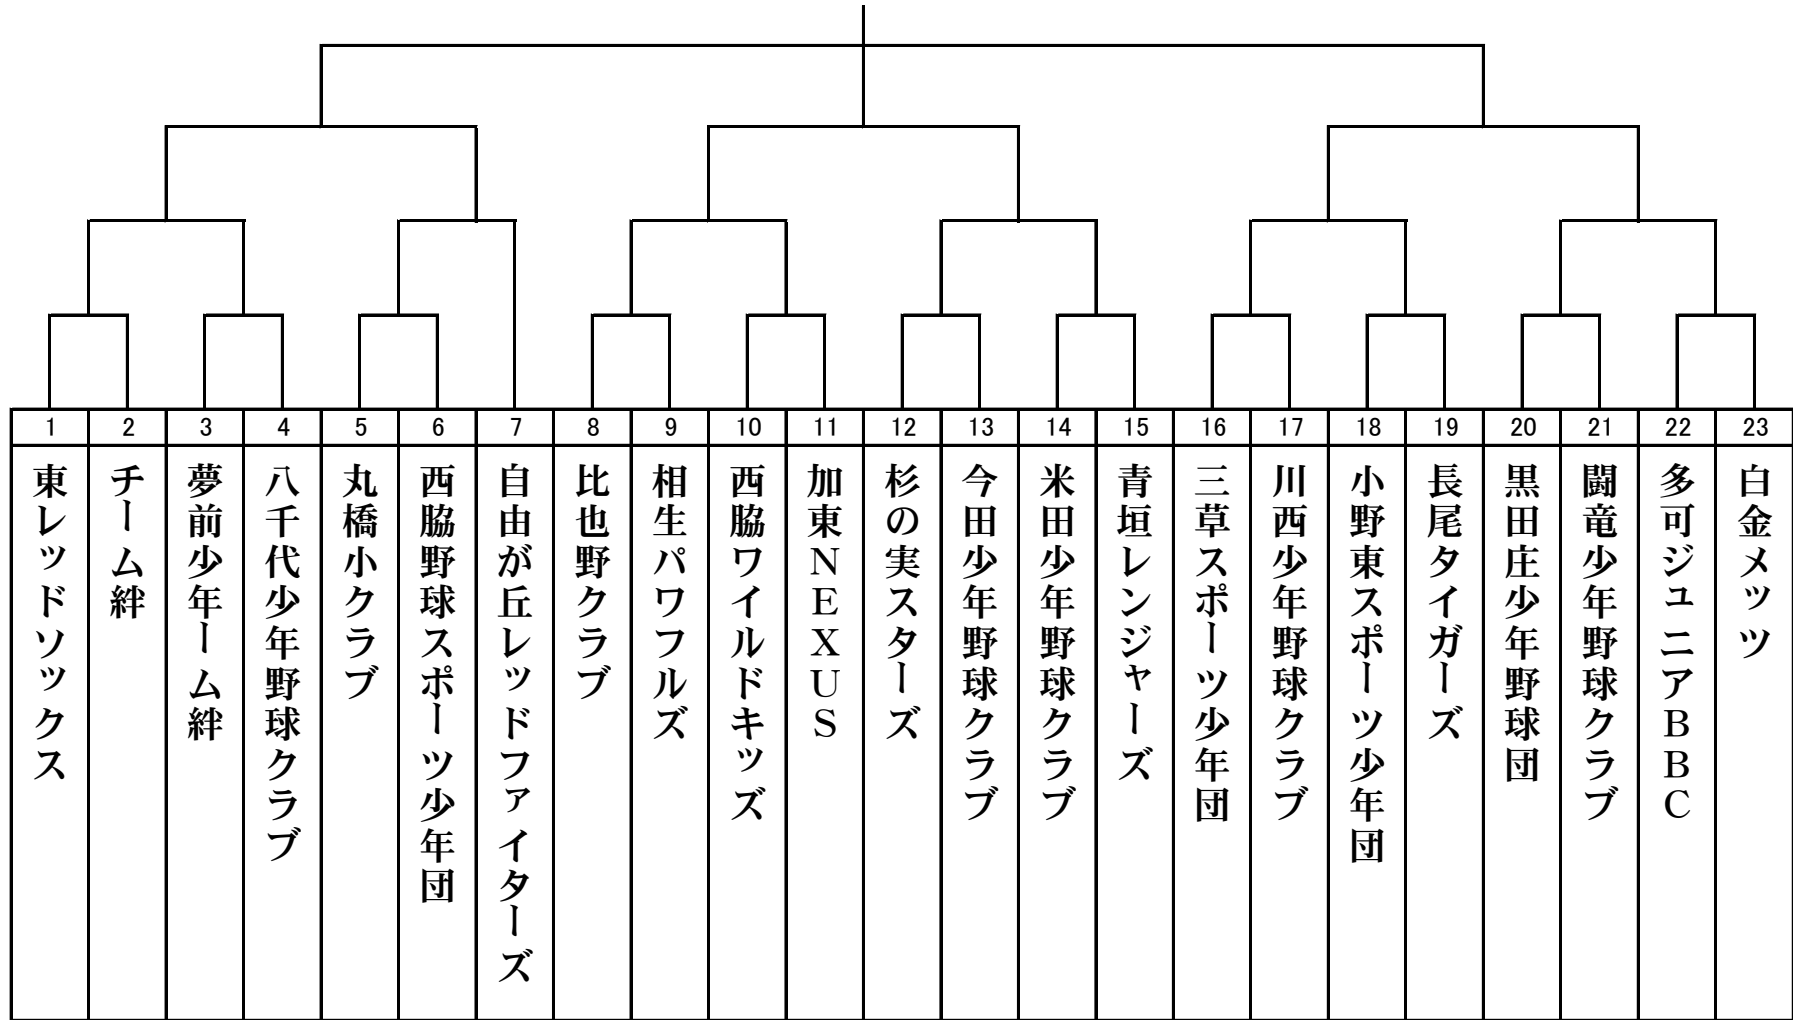 1 2 3 4 5 6 7 8 9 10 11 12 13 14 15 16 17 18 19 20 21 22 23
東レッドソックス
チーム絆
夢前少年ーム絆
八千代少年野球クラブ
丸橋小クラブ
西脇野球スポーツ少年団
自由が丘レッドファイターズ
比也野クラブ
相生パワフルズ
西脇ワイルドキッズ
加東NEXUS
杉の実スターズ
今田少年野球クラブ
米田少年野球クラブ
青垣レンジャーズ
三草スポーツ少年団
川西少年野球クラブ
小野東スポーツ少年団
長尾タイガーズ
黒田庄少年野球団
闘竜少年野球クラブ
多可ジュニアBBC
白金メッツ